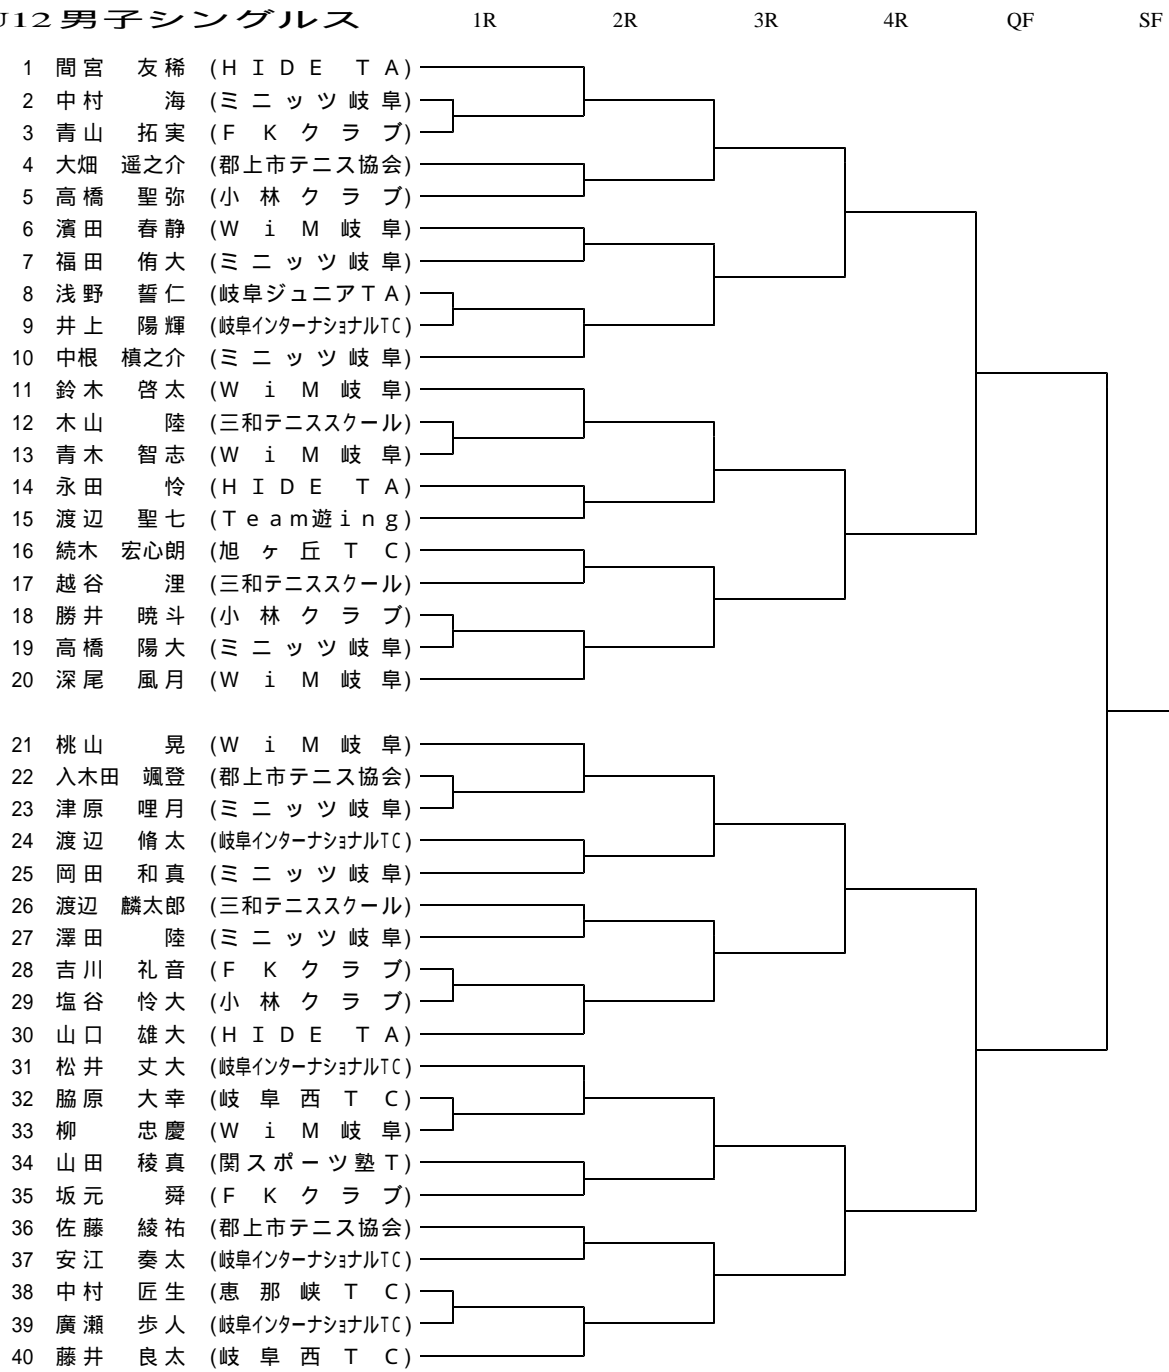 U12男子シングルス 1R 2R 3R 4R QF SF
1 間宮 友稀 (HIDE TA)
2 中村 海 (ミニッツ岐阜)
3 青山 拓実 (FKクラブ)
4 大畑 遥之介 (郡上市テニス協会)
5 高橋 聖弥 (小林クラブ)
6 濱田 春静 (WiM岐阜)
7 福田 侑大 (ミニッツ岐阜)
8 浅野 誓仁 (岐阜ジュニアTA)
9 井上 陽輝 (岐阜インターナショナルTC)
10 中根 槙之介 (ミニッツ岐阜)
11 鈴木 啓太 (WiM岐阜)
12 木山 陸 (三和テニススクール)
13 青木 智志 (WiM岐阜)
14 永田 怜 (HIDE TA)
15 渡辺 聖七 (Team遊ing)
16 続木 宏心朗 (旭ヶ丘TC)
17 越谷 浬 (三和テニススクール)
18 勝井 暁斗 (小林クラブ)
19 高橋 陽大 (ミニッツ岐阜)
20 深尾 風月 (WiM岐阜)
21 桃山 晃 (WiM岐阜)
22 入木田 颯登 (郡上市テニス協会)
23 津原 哩月 (ミニッツ岐阜)
24 渡辺 脩太 (岐阜インターナショナルTC)
25 岡田 和真 (ミニッツ岐阜)
26 渡辺 麟太郎 (三和テニススクール)
27 澤田 陸 (ミニッツ岐阜)
28 吉川 礼音 (FKクラブ)
29 塩谷 怜大 (小林クラブ)
30 山口 雄大 (HIDE TA)
31 松井 丈大 (岐阜インターナショナルTC)
32 脇原 大幸 (岐阜西TC)
33 柳 忠慶 (WiM岐阜)
34 山田 稜真 (関スポーツ塾T)
35 坂元 舜 (FKクラブ)
36 佐藤 綾祐 (郡上市テニス協会)
37 安江 奏太 (岐阜インターナショナルTC)
38 中村 匠生 (恵那峡TC)
39 廣瀬 歩人 (岐阜インターナショナルTC)
40 藤井 良太 (岐阜西TC)